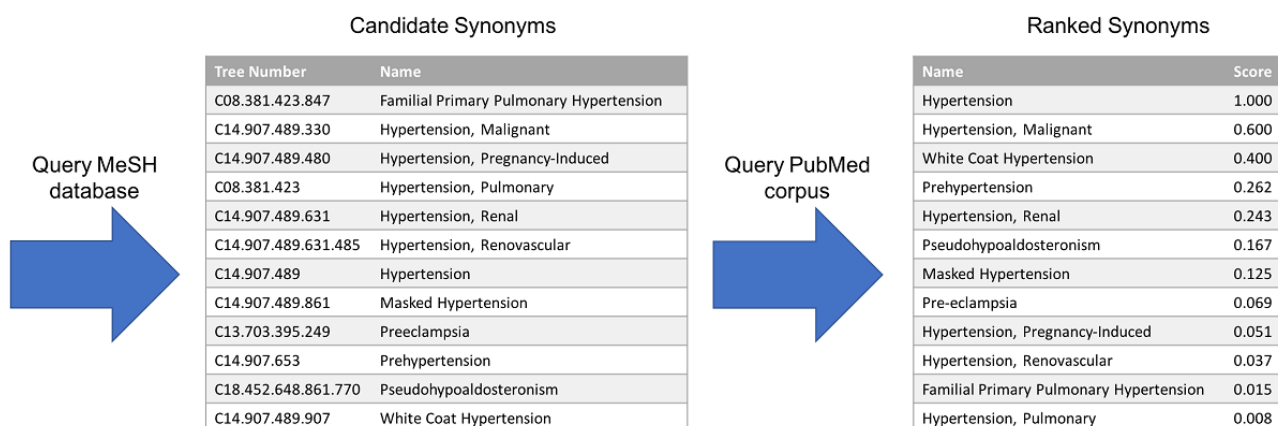 Candidate Synonyms
Ranked Synonyms
Query MeSH
database
Tree Number Name
C08.381.423.847 Familial Primary Pulmonary Hypertension
C14.907.489.330 Hypertension, Malignant
C14.907.489.480 Hypertension, Pregnancy-Induced
C08.381.423 Hypertension, Pulmonary
C14.907.489.631 Hypertension, Renal
C14.907.489.631.485 Hypertension, Renovascular
C14.907.489 Hypertension
C14.907.489.861 Masked Hypertension
C13.703.395.249 Preeclampsia
C14.907.653 Prehypertension
C18.452.648.861.770 Pseudohypoaldosteronism
C14.907.489.907 White Coat Hypertension
Query PubMed
corpus
Name Score
Hypertension 1.000
Hypertension, Malignant 0.600
White Coat Hypertension 0.400
Prehypertension 0.262
Hypertension, Renal 0.243
Pseudohypoaldosteronism 0.167
Masked Hypertension 0.125
Pre-eclampsia 0.069
Hypertension, Pregnancy-Induced 0.051
Hypertension, Renovascular 0.037
Familial Primary Pulmonary Hypertension 0.015
Hypertension, Pulmonary 0.008